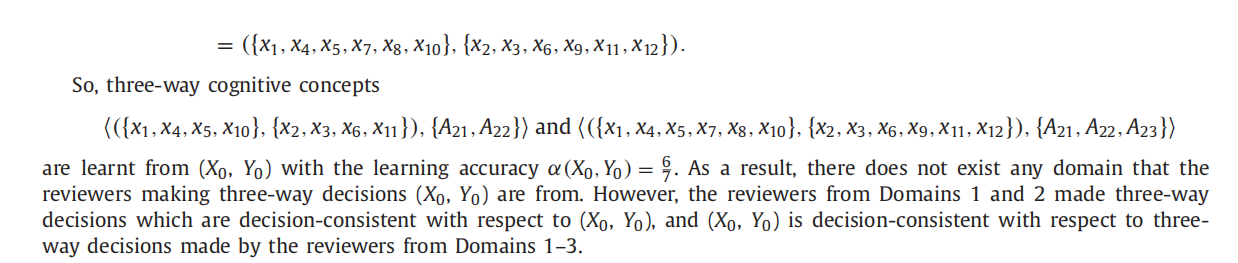 = ({x₁, x₄, x₅, x₇, x₈, x₁₀}, {x₂, x₃, x₆, x₉, x₁₁, x₁₂}).
So, three-way cognitive concepts
⟨({x₁, x₄, x₅, x₁₀}, {x₂, x₃, x₆, x₁₁}), {A₂₁, A₂₂}⟩ and ⟨({x₁, x₄, x₅, x₇, x₈, x₁₀}, {x₂, x₃, x₆, x₉, x₁₁, x₁₂}), {A₂₁, A₂₂, A₂₃}⟩
are learnt from (X₀, Y₀) with the learning accuracy α(X₀, Y₀) = 6/7. As a result, there does not exist any domain that the
reviewers making three-way decisions (X₀, Y₀) are from. However, the reviewers from Domains 1 and 2 made three-way
decisions which are decision-consistent with respect to (X₀, Y₀), and (X₀, Y₀) is decision-consistent with respect to three-
way decisions made by the reviewers from Domains 1–3.